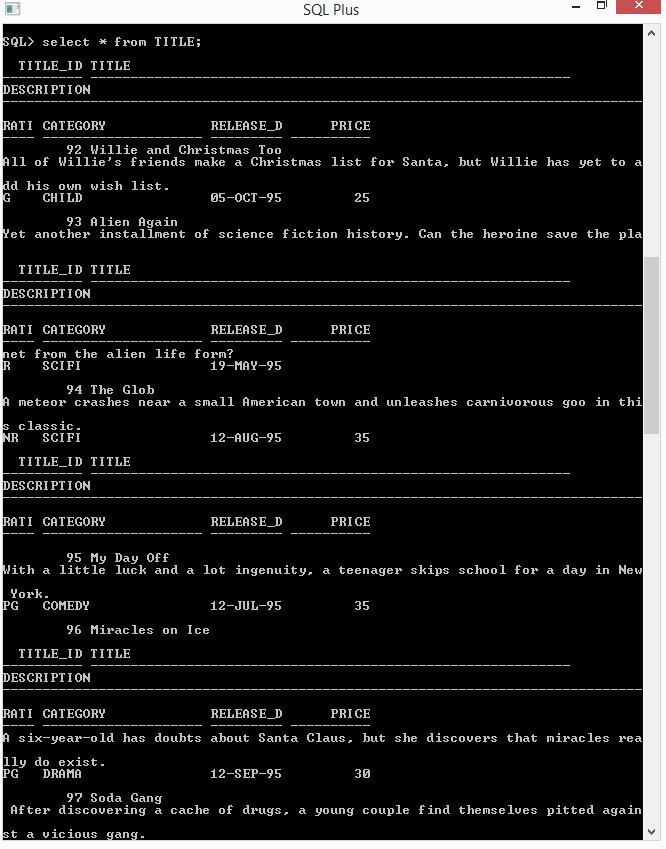 SQL Plus
SQL> select * from TITLE;
TITLE_ID TITLE
DESCRIPTION
RATI CATEGORY RELEASE_D PRICE
92 Willie and Christmas Too
All of Willie's friends make a Christmas list for Santa, but Willie has yet to a
dd his own wish list.
G CHILD 05-OCT-95 25
93 Alien Again
Yet another installment of science fiction history. Can the heroine save the pla
TITLE_ID TITLE
DESCRIPTION
RATI CATEGORY RELEASE_D PRICE
net from the alien life form?
R SCIFI 19-MAY-95
94 The Glob
A meteor crashes near a small American town and unleashes carnivorous goo in thi
s classic.
NR SCIFI 12-AUG-95 35
TITLE_ID TITLE
DESCRIPTION
RATI CATEGORY RELEASE_D PRICE
95 My Day Off
With a little luck and a lot ingenuity, a teenager skips school for a day in New
York.
PG COMEDY 12-JUL-95 35
96 Miracles on Ice
TITLE_ID TITLE
DESCRIPTION
RATI CATEGORY RELEASE_D PRICE
A six-year-old has doubts about Santa Claus, but she discovers that miracles rea
lly do exist.
PG DRAMA 12-SEP-95 30
97 Soda Gang
After discovering a cache of drugs, a young couple find themselves pitted again
st a vicious gang.